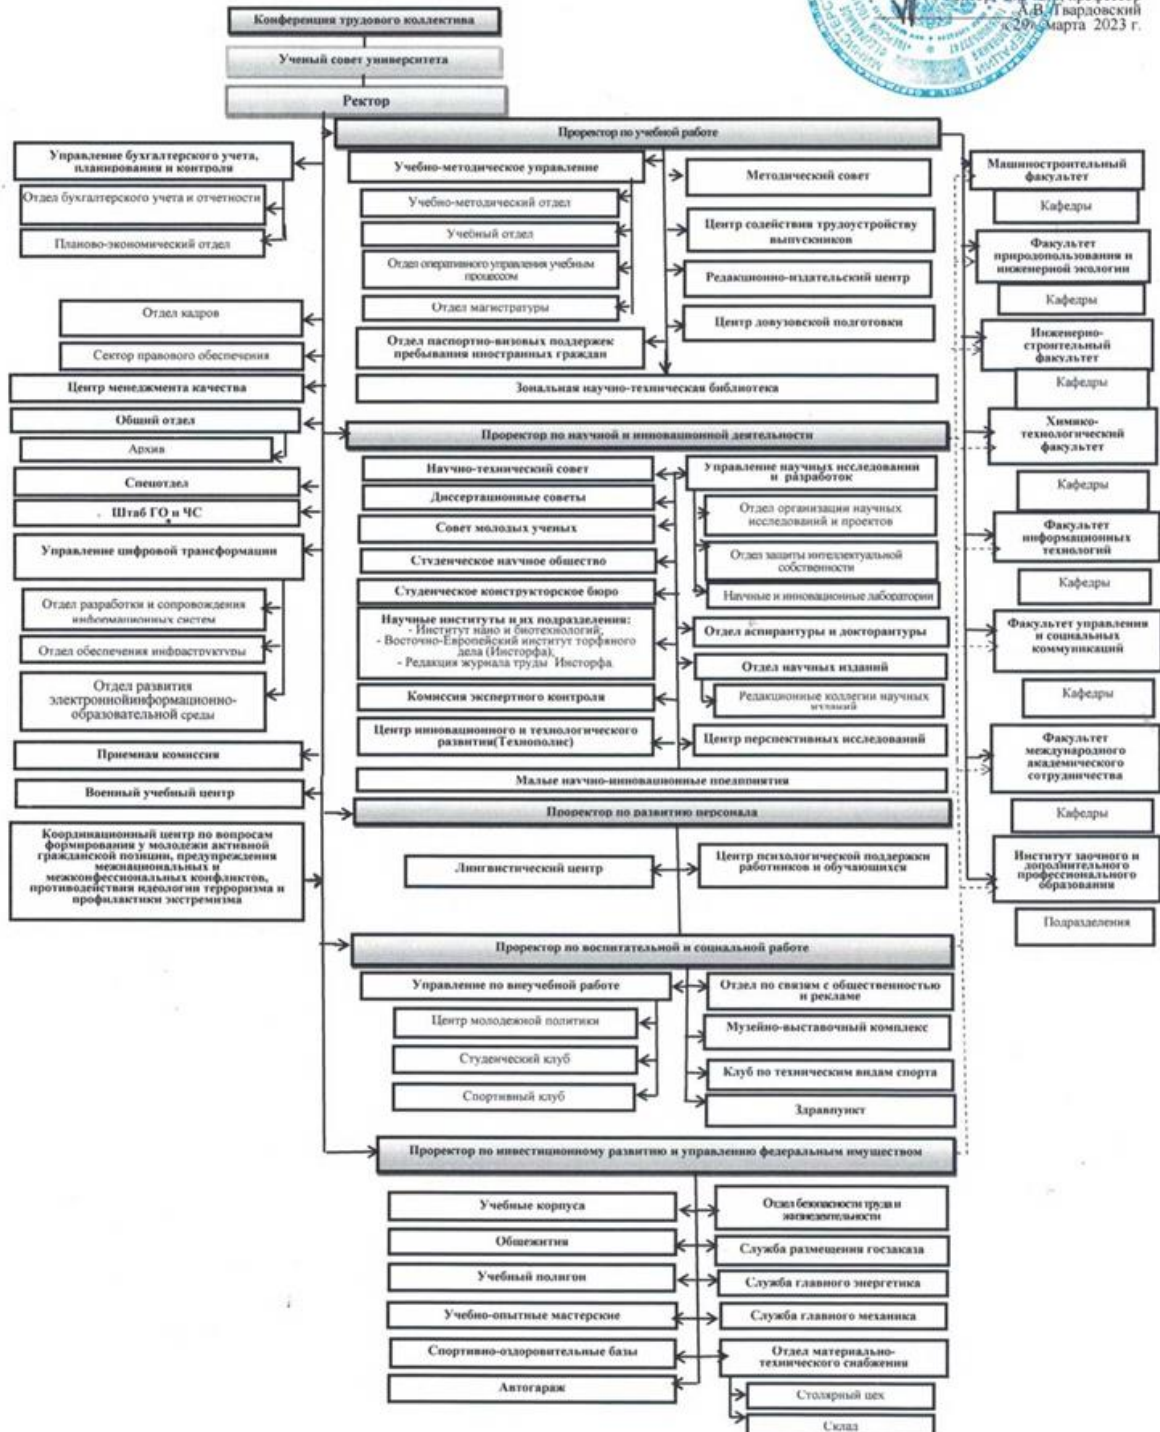 Конференция трудового коллектива
Ученый совет университета
Ректор
А.В. Твардовский
«29» марта 2023 г.
Проректор по учебной работе
Управление бухгалтерского учета,
планирования и контроля
Отдел бухгалтерского учета и отчетности
Планово-экономический отдел
Отдел кадров
Сектор правового обеспечения
Центр менеджмента качества
Общий отдел
Архив
Спецотдел
Штаб ГО и ЧС
Управление цифровой трансформации
Отдел разработки и сопровождения
информационных систем
Отдел обеспечения инфраструктуры
Отдел развития
электроннойинформационно-
образовательной среды
Приемная комиссия
Военный учебный центр
Координационный центр по вопросам
формирования у молодежи активной
гражданской позиции, предупреждения
межнациональных и
межконфессиональных конфликтов,
противодействия идеологии терроризма и
профилактики экстремизма
Учебно-методическое управление
Учебно-методический отдел
Учебный отдел
Отдел оперативного управления учебным
процессом
Отдел магистратуры
Отдел паспортно-визовых поддержек
пребывания иностранных граждан
Методический совет
Центр содействия трудоустройству
выпускников
Редакционно-издательский центр
Центр довузовской подготовки
Зональная научно-техническая библиотека
Проректор по научной и инновационной деятельности
Научно-технический совет
Диссертационные советы
Совет молодых ученых
Студенческое научное общество
Студенческое конструкторское бюро
Научные институты и их подразделения:
- Институт нано и биотехнологий;
- Восточно-Европейский институт торфяного
дела (Инсторфа);
- Редакция журнала труды Инсторфа.
Комиссия экспертного контроля
Центр инновационного и технологического
развития(Технополис)
Управление научных исследований
и разработок
Отдел организации научных
исследований и проектов
Отдел защиты интеллектуальной
собственности
Научные и инновационные лаборатории
Отдел аспирантуры и докторантуры
Отдел научных изданий
Редакционные коллегии научных
изданий
Центр перспективных исследований
Малые научно-инновационные предприятия
Проректор по развитию персонала
Лингвистический центр
Центр психологической поддержки
работников и обучающихся
Проректор по воспитательной и социальной работе
Управление по внеучебной работе
Центр молодежной политики
Студенческий клуб
Спортивный клуб
Отдел по связям с общественностью
и рекламе
Музейно-выставочный комплекс
Клуб по техническим видам спорта
Здравпункт
Проректор по инвестиционному развитию и управлению федеральным имуществом
Учебные корпуса
Общежития
Учебный полигон
Учебно-опытные мастерские
Спортивно-оздоровительные базы
Автогараж
Отдел безопасности труда и
жизнедеятельности
Служба размещения госзаказа
Служба главного энергетика
Служба главного механика
Отдел материально-
технического снабжения
Столярный цех
Склад
Машиностроительный
факультет
Кафедры
Факультет
природопользования и
инженерной экологии
Кафедры
Инженерно-
строительный
факультет
Кафедры
Химико-
технологический
факультет
Кафедры
Факультет
информационных
технологий
Кафедры
Факультет управления
и социальных
коммуникаций
Кафедры
Факультет
международного
академического
сотрудничества
Кафедры
Институт заочного и
дополнительного
профессионального
образования
Подразделения